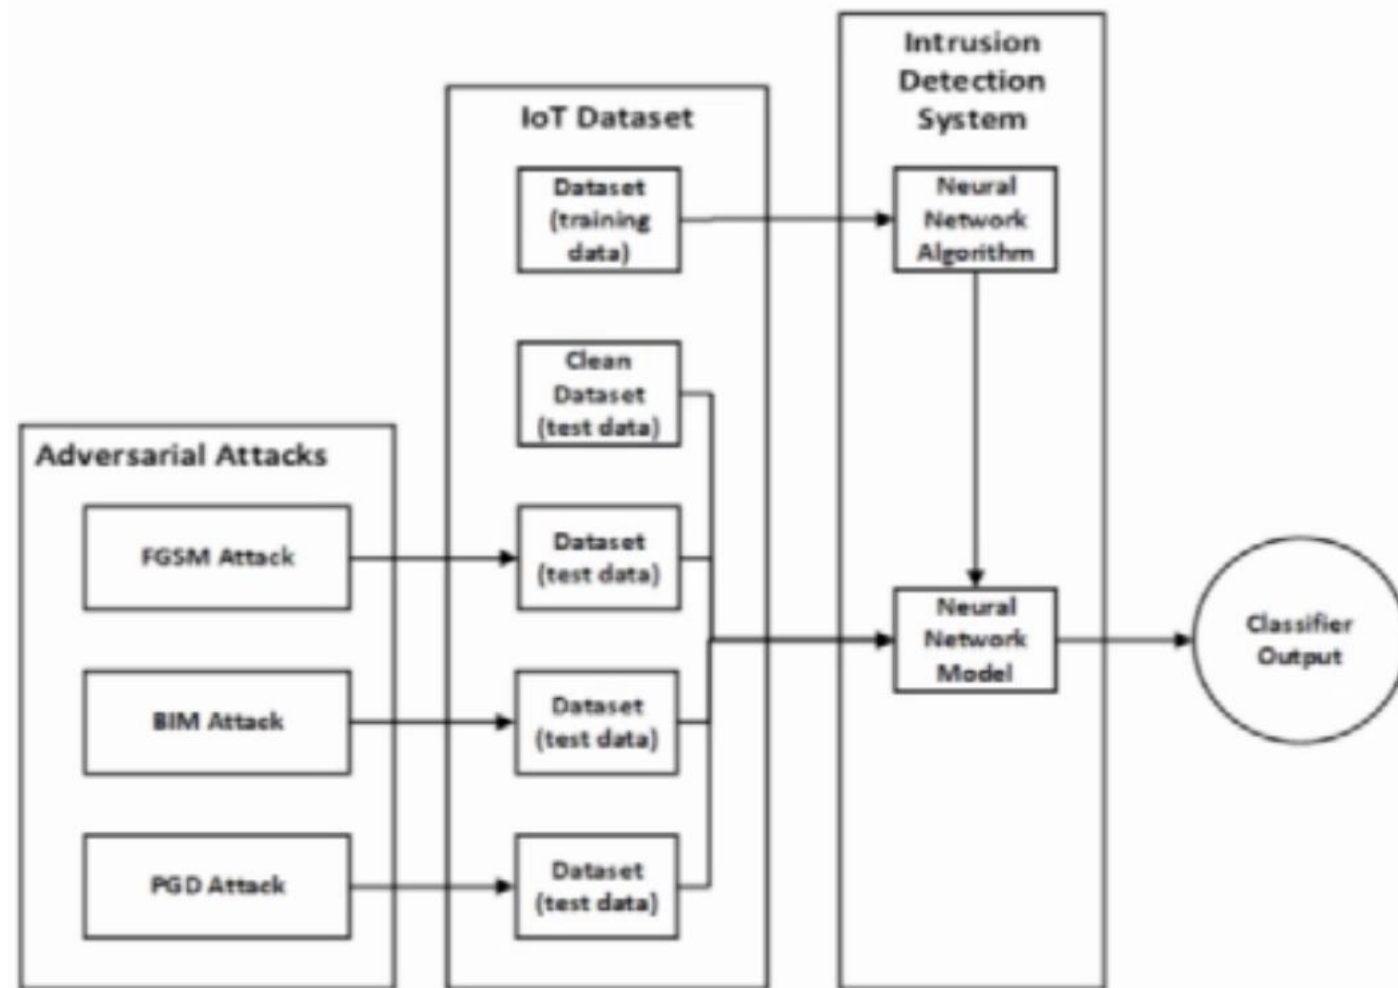 Intrusion
Detection
System
IoT Dataset
Dataset
(training
data)
Neural
Network
Algorithm
Clean
Dataset
(test data)
Adversarial Attacks
FGSM Attack
Dataset
(test data)
BIM Attack
Dataset
(test data)
PGD Attack
Dataset
(test data)
Neural
Network
Model
Classifier
Output